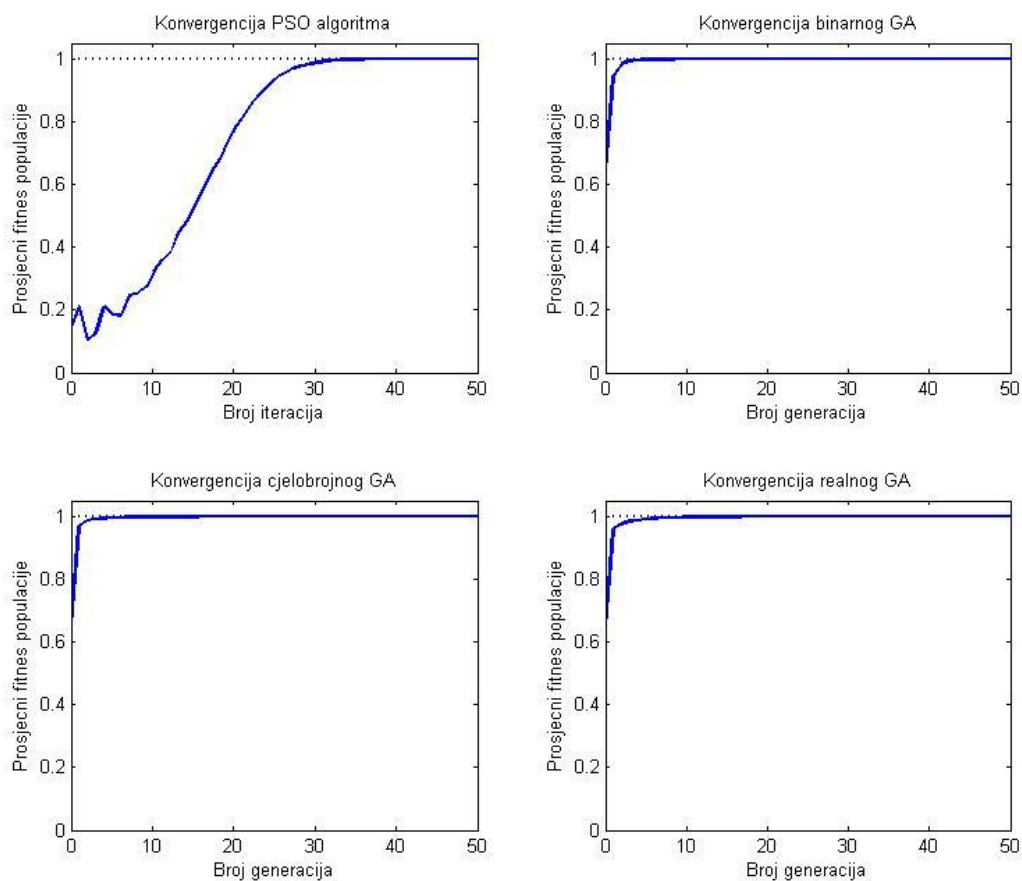 Konvergencija PSO algoritma
1
0.8
0.6
0.4
0.2
0
Prosjecni fitnes populacije
0 10 20 30 40 50
Broj iteracija
Konvergencija binarnog GA
1
0.8
0.6
0.4
0.2
0
Prosjecni fitnes populacije
0 10 20 30 40 50
Broj generacija
Konvergencija cjelobrojnog GA
1
0.8
0.6
0.4
0.2
0
Prosjecni fitnes populacije
0 10 20 30 40 50
Broj generacija
Konvergencija realnog GA
1
0.8
0.6
0.4
0.2
0
Prosjecni fitnes populacije
0 10 20 30 40 50
Broj generacija